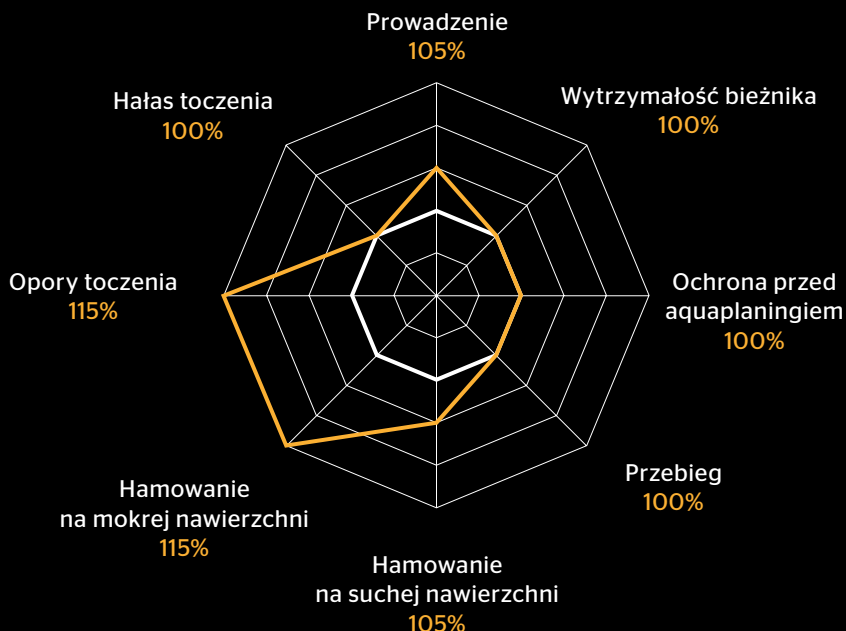 Prowadzenie
105%
Wytrzymałość bieżnika
100%
Ochrona przed
aquaplaningiem
100%
Przebieg
100%
Hamowanie
na suchej nawierzchni
105%
Hamowanie
na mokrej nawierzchni
115%
Opory toczenia
115%
Hałas toczenia
100%